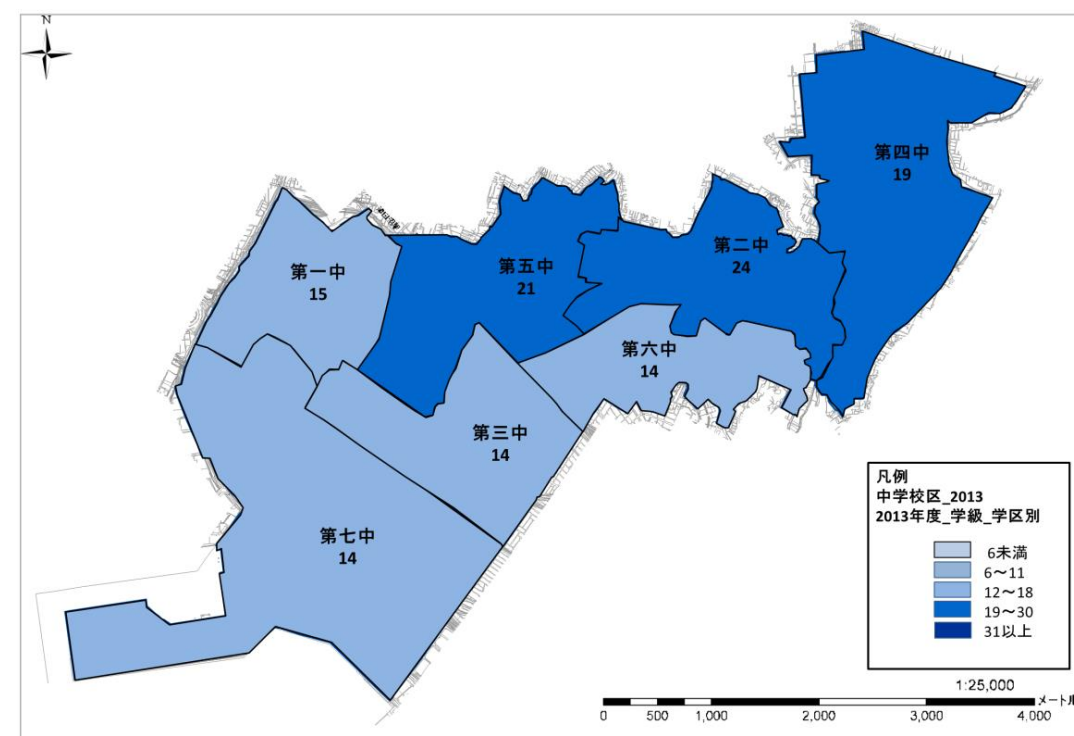 N
第四中
19
第一中
15
第五中
21
第二中
24
第六中
14
第三中
14
第七中
14
凡例
中学校区_2013
2013年度_学級_学区別
6未満
6～11
12～18
19～30
31以上
1:25,000
メートル
0 500 1,000 2,000 3,000 4,000